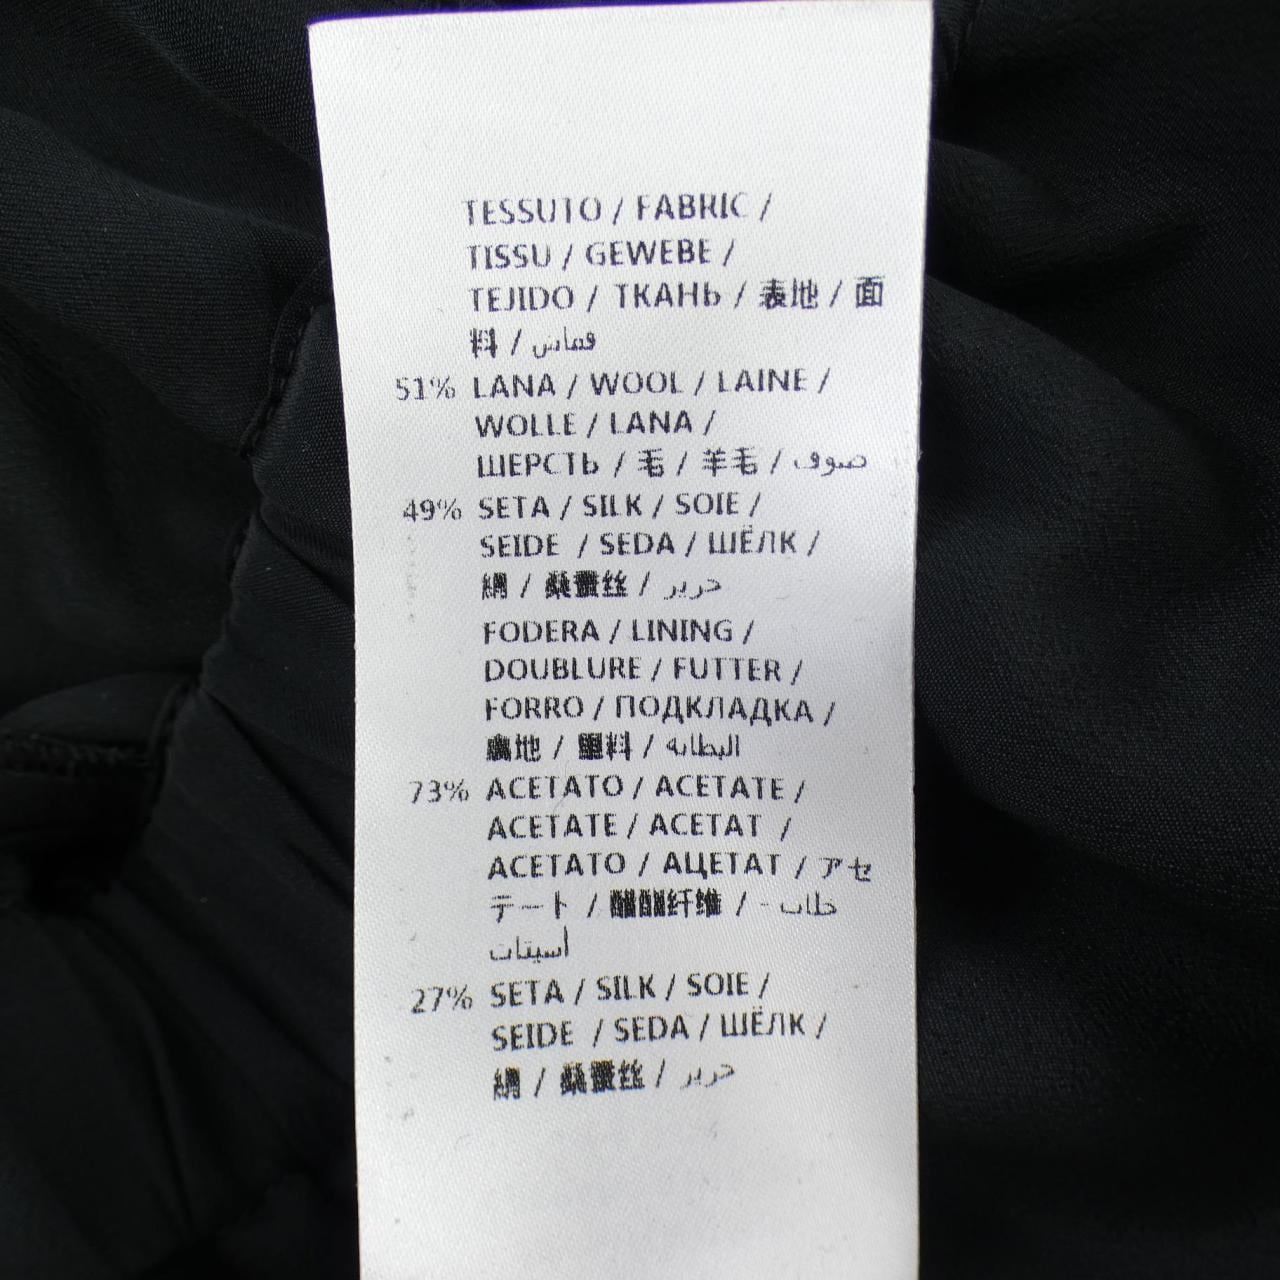 TESSUTO / FABRIC /
TISSU / GEWEBE /
TEJIDO / ТКАНЬ / 表地 / 面
料 / قماش
51% LANA / WOOL / LAINE /
WOLLE / LANA /
ШЕРСТЬ / 毛 / 羊毛 / صوف
49% SETA / SILK / SOIE /
SEIDE / SEDA / ШЁЛК /
絹 / 桑蠶丝 / حرير
FODERA / LINING /
DOUBLURE / FUTTER /
FORRO / ПОДКЛАДКА /
裏地 / 里料 / البطانة
73% ACETATO / ACETATE /
ACETATE / ACETAT /
ACETATO / АЦЕТАТ / アセ
テート / 醋酸纤维 / - خلات
أسيتات
27% SETA / SILK / SOIE /
SEIDE / SEDA / ШЁЛК /
絹 / 桑蠶丝 / حرير